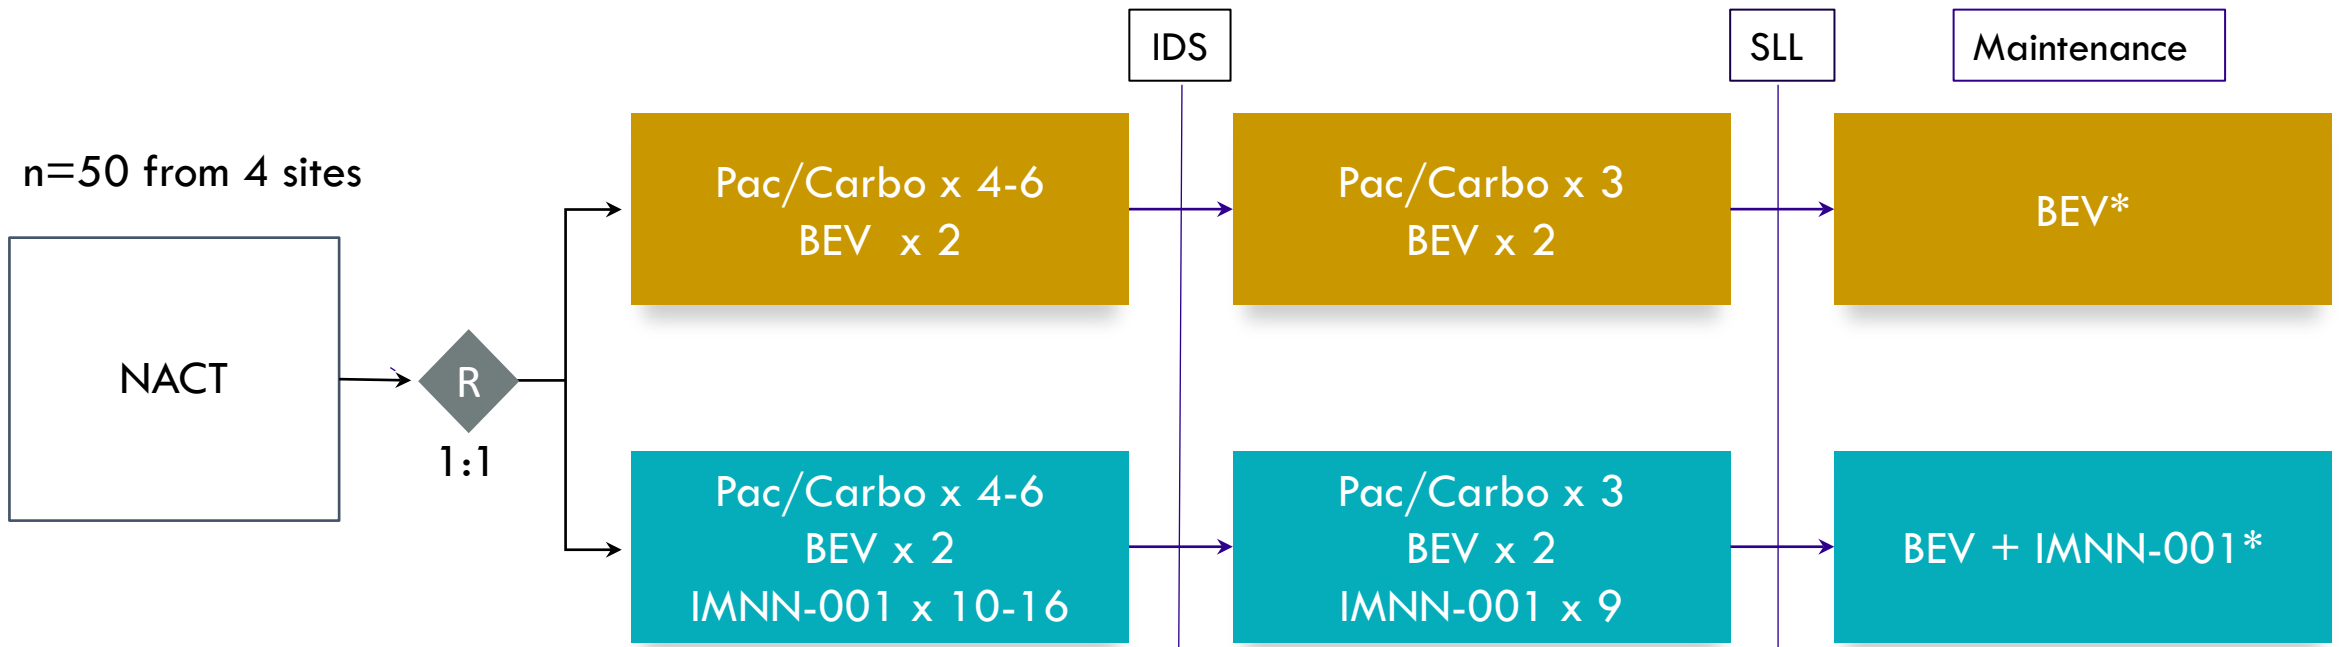 IDS
SLL
Maintenance
n=50 from 4 sites
NACT
R
1:1
Pac/Carbo x 4-6
BEV x 2
Pac/Carbo x 3
BEV x 2
BEV*
Pac/Carbo x 4-6
BEV x 2
IMNN-001 x 10-16
Pac/Carbo x 3
BEV x 2
IMNN-001 x 9
BEV + IMNN-001*